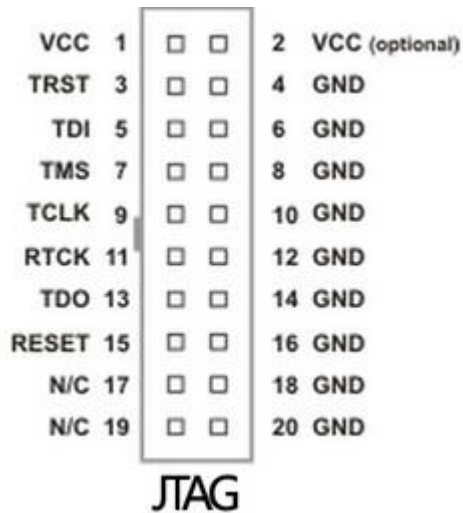 VCC 1 2 VCC (optional)
TRST 3 4 GND
TDI 5 6 GND
TMS 7 8 GND
TCLK 9 10 GND
RTCK 11 12 GND
TDO 13 14 GND
RESET 15 16 GND
N/C 17 18 GND
N/C 19 20 GND
JTAG